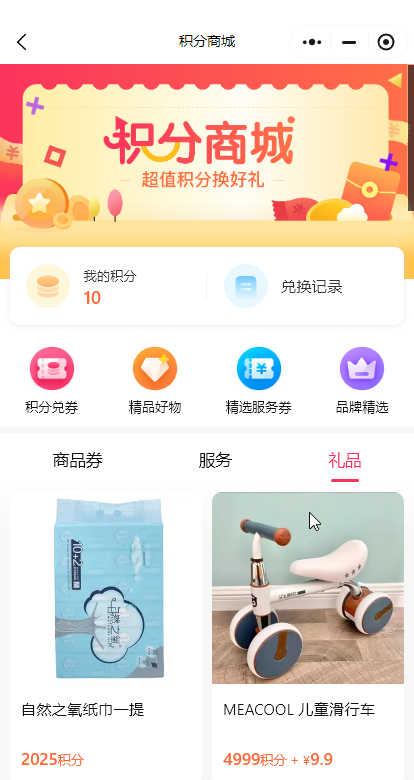 积分商城
积分商城
超值积分换好礼
我的积分
10
兑换记录
积分兑券
精品好物
精选服务券
品牌精选
商品券
服务
礼品
10+2
自然之氧
自然之氧纸巾一提
MEACOOL 儿童滑行车
2025积分
4999积分 + ¥9.9